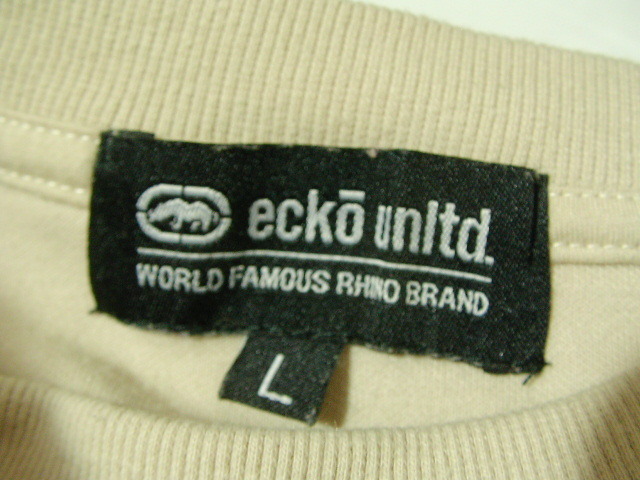 eckō unltd.
WORLD FAMOUS RHINO BRAND
L